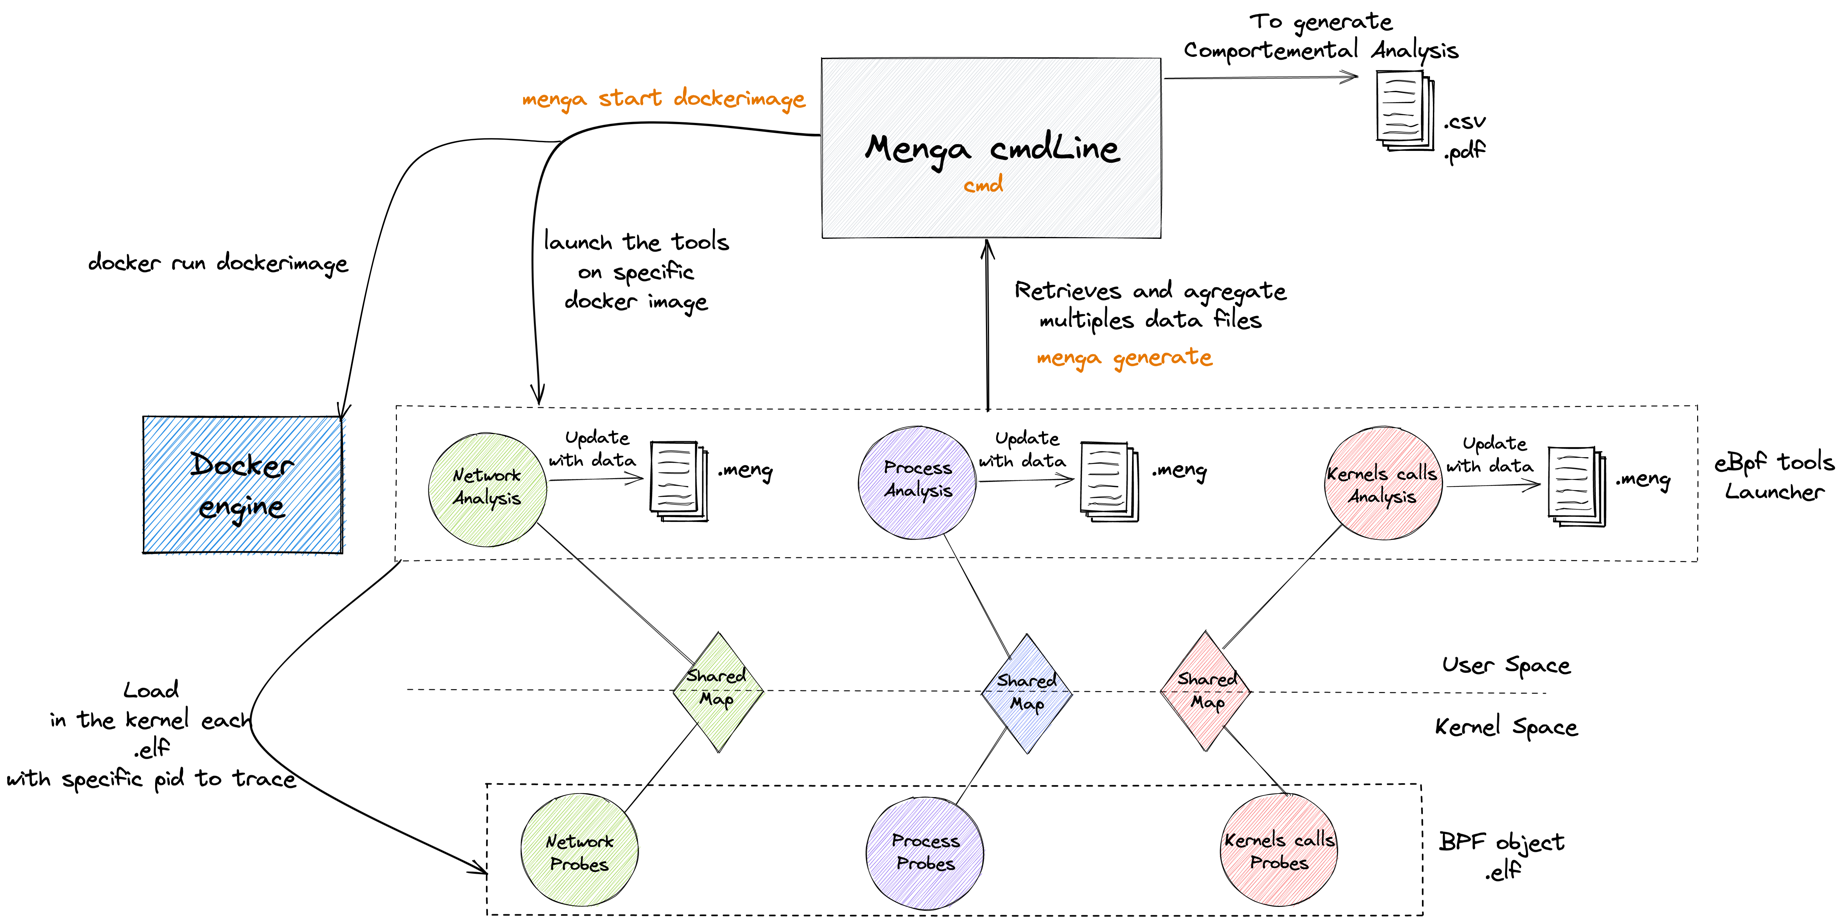 To generate
Comportemental Analysis
.csv
.pdf
menga start dockerimage
Menga cmdLine
cmd
docker run dockerimage
launch the tools
on specific
docker image
Retrieves and agregate
multiples data files
menga generate
Docker
engine
Network
Analysis
Update
with data
.meng
Process
Analysis
Update
with data
.meng
Kernels calls
Analysis
Update
with data
.meng
eBpf tools
Launcher
Shared
Map
Shared
Map
Shared
Map
User Space
Kernel Space
Load
in the kernel each
.elf
with specific pid to trace
Network
Probes
Process
Probes
Kernels calls
Probes
BPF object
.elf